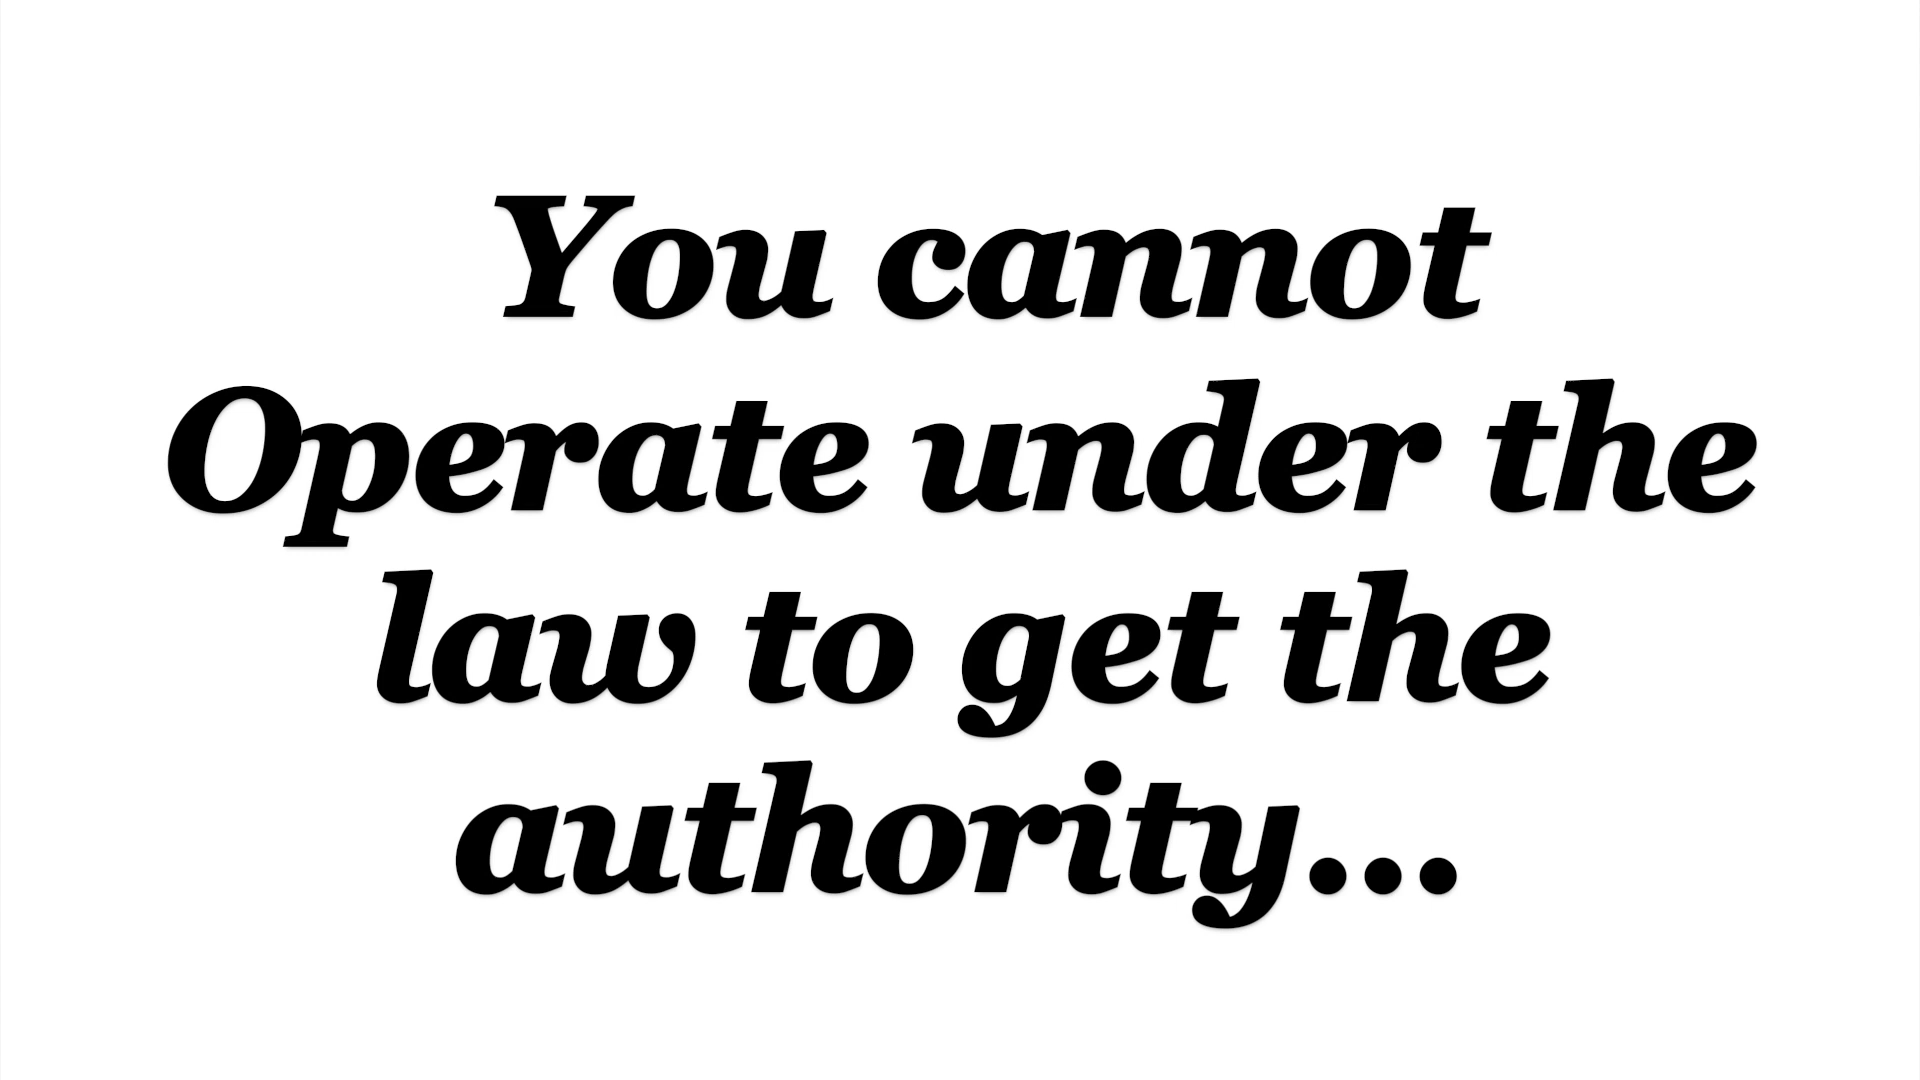 You cannot
Operate under the
law to get the
authority...